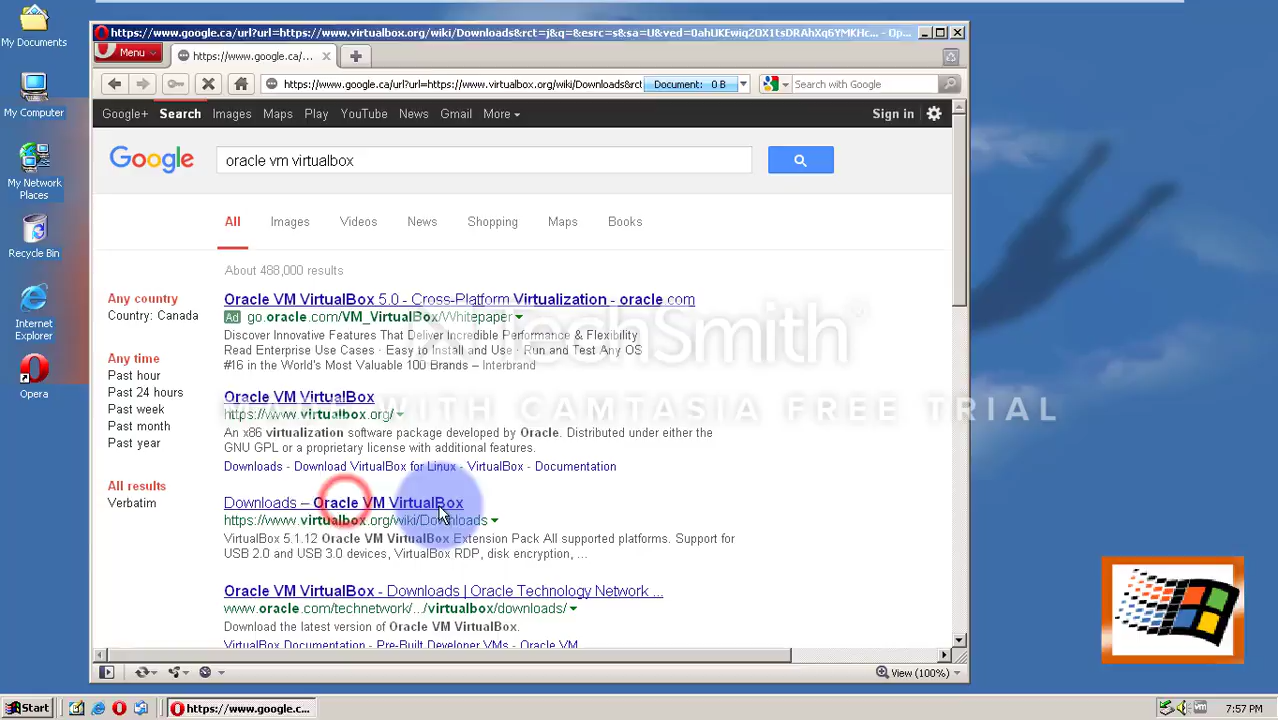 My Documents
My Computer
My Network Places
Recycle Bin
Internet Explorer
Opera
https://www.google.ca/url?url=https://www.virtualbox.org/wiki/Downloads&rct=j&q=&esrc=s&sa=U&ved=0ahUKEwiq2OX1tsDRAhXq6YMKHc... - Op...
Menu
https://www.google.ca/...
https://www.google.ca/url?url=https://www.virtualbox.org/wiki/Downloads&rct
Document: 0 B
Search with Google
Google+ Search Images Maps Play YouTube News Gmail More
Sign in
Google
oracle vm virtualbox
All Images Videos News Shopping Maps Books
About 488,000 results
Any country
Country: Canada
Any time
Past hour
Past 24 hours
Past week
Past month
Past year
All results
Verbatim
Oracle VM VirtualBox 5.0 - Cross-Platform Virtualization - oracle.com
Ad go.oracle.com/VM_VirtualBox/Whitepaper
Discover Innovative Features That Deliver Incredible Performance & Flexibility
Read Enterprise Use Cases · Easy to Install and Use · Run and Test Any OS
#16 in the World's Most Valuable 100 Brands – Interbrand
Oracle VM VirtualBox
https://www.virtualbox.org/
An x86 virtualization software package developed by Oracle. Distributed under either the
GNU GPL or a proprietary license with additional features.
Downloads - Download VirtualBox for Linux - VirtualBox - Documentation
Downloads – Oracle VM VirtualBox
https://www.virtualbox.org/wiki/Downloads
VirtualBox 5.1.12 Oracle VM VirtualBox Extension Pack All supported platforms. Support for
USB 2.0 and USB 3.0 devices, VirtualBox RDP, disk encryption, ...
Oracle VM VirtualBox - Downloads | Oracle Technology Network ...
www.oracle.com/technetwork/.../virtualbox/downloads/
Download the latest version of Oracle VM VirtualBox.
VirtualBox Documentation - Pre-Built Developer VMs - Oracle VM
TechSmith
WITH CAMTASIA FREE TRIAL
View (100%)
Start
https://www.google.c...
7:57 PM